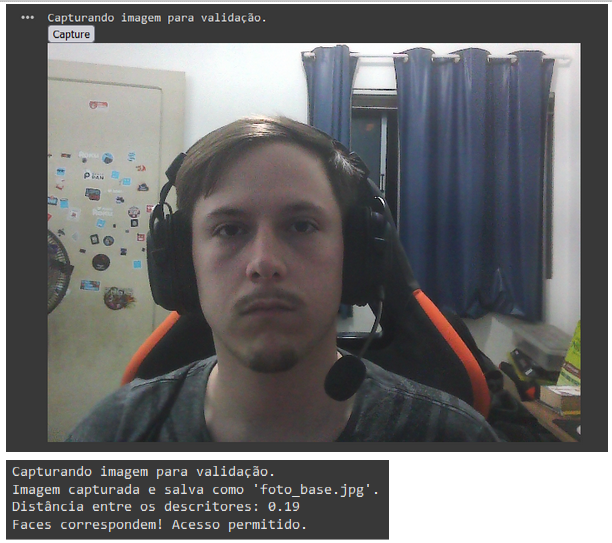 Capturando imagem para validação.
Capture
PAN
Capturando imagem para validação.
Imagem capturada e salva como 'foto_base.jpg'.
Distância entre os descritores: 0.19
Faces correspondem! Acesso permitido.